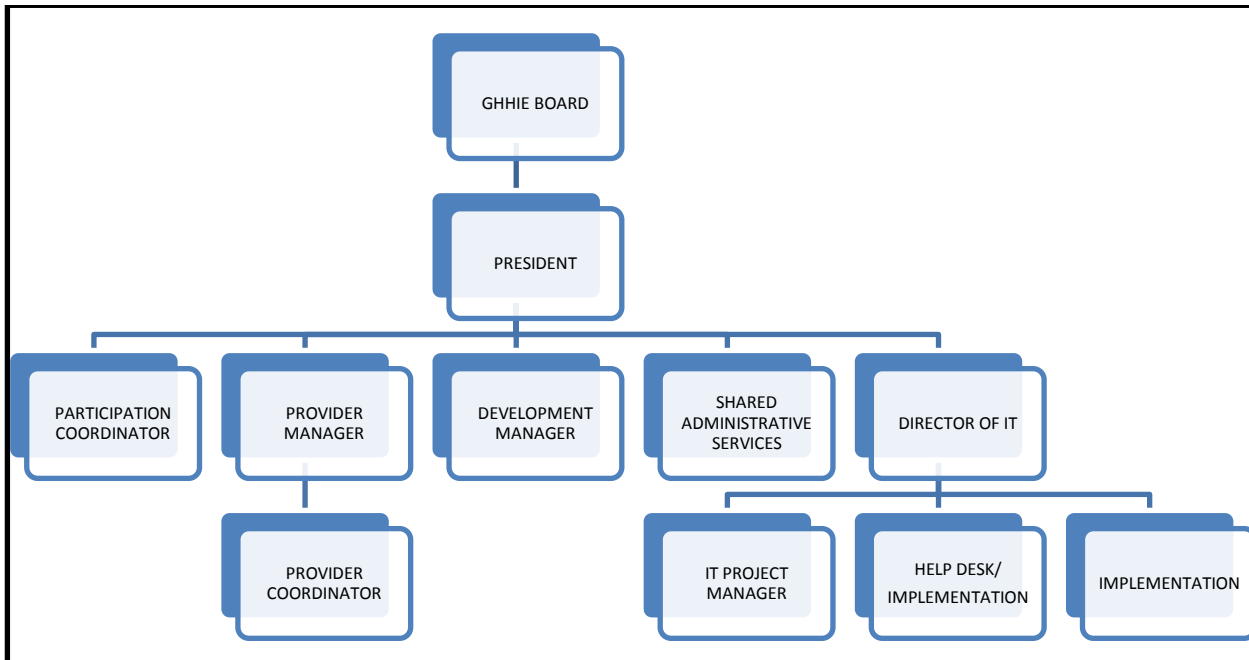 GHHIE BOARD
PRESIDENT
PARTICIPATION
COORDINATOR
PROVIDER
MANAGER
DEVELOPMENT
MANAGER
SHARED
ADMINISTRATIVE
SERVICES
DIRECTOR OF IT
PROVIDER
COORDINATOR
IT PROJECT
MANAGER
HELP DESK/
IMPLEMENTATION
IMPLEMENTATION